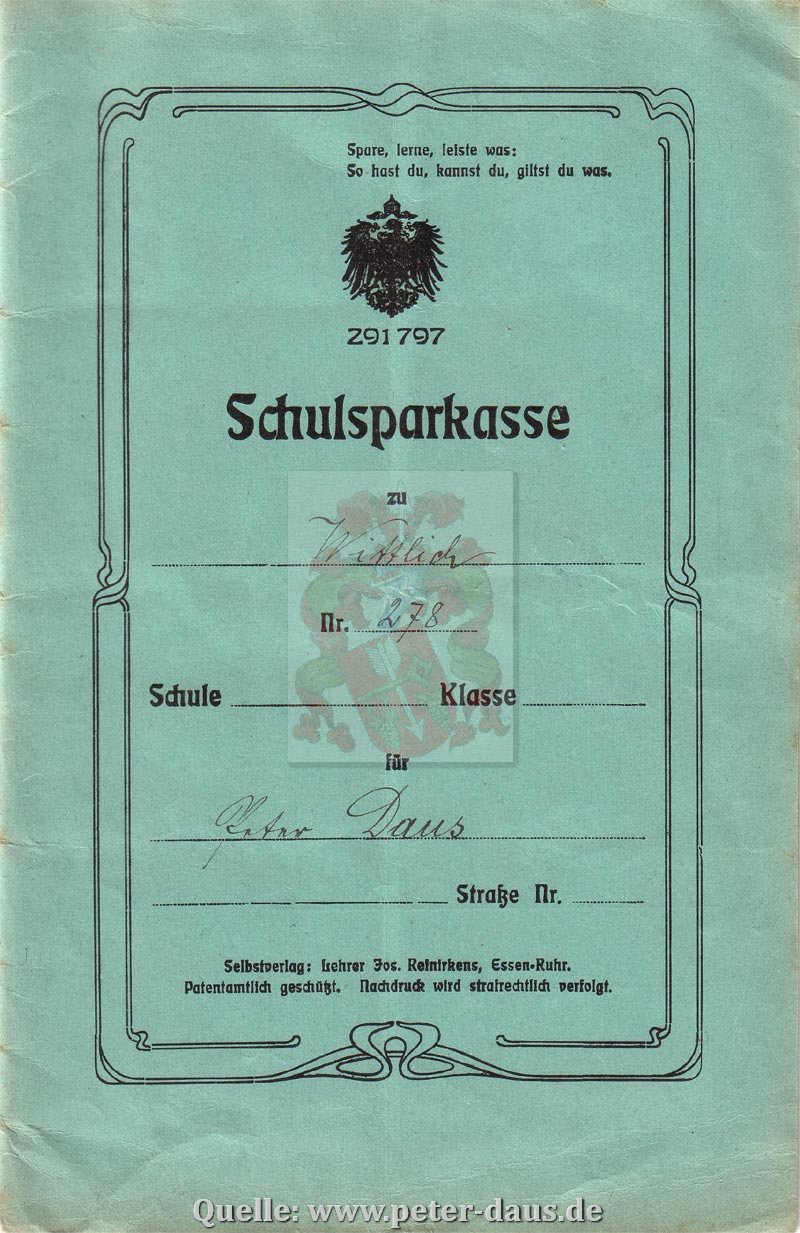 Spare, lerne, leiste was:
So hast du, kannst du, giltst du was.
291 797
Schulsparkasse
zu
Wittlich
Nr. 278
Schule Klasse
für
Peter Daus
Straße Nr.
Selbstverlag: Lehrer Jos. Reinirkens, Essen-Ruhr.
Patentamtlich geschützt. Nachdruck wird strafrechtlich verfolgt.
Quelle: www.peter-daus.de